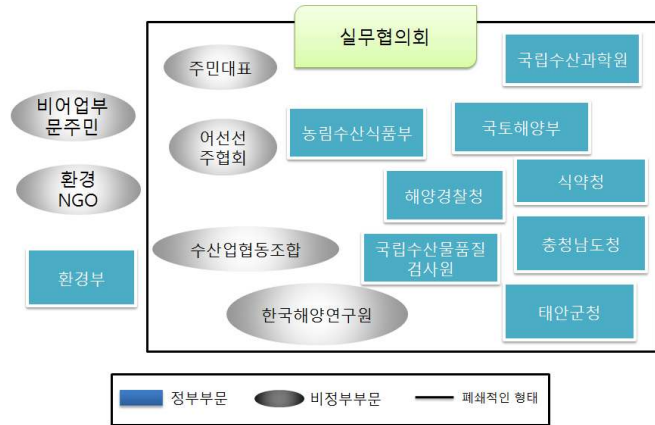 실무협의회
주민대표
국립수산과학원
비어업부
문주민
어선선
주협회
농림수산식품부
국토해양부
환경
NGO
해양경찰청
식약청
수산업협동조합
국립수산물품질
검사원
충청남도청
환경부
한국해양연구원
태안군청
정부부문
비정부부문
폐쇄적인 형태